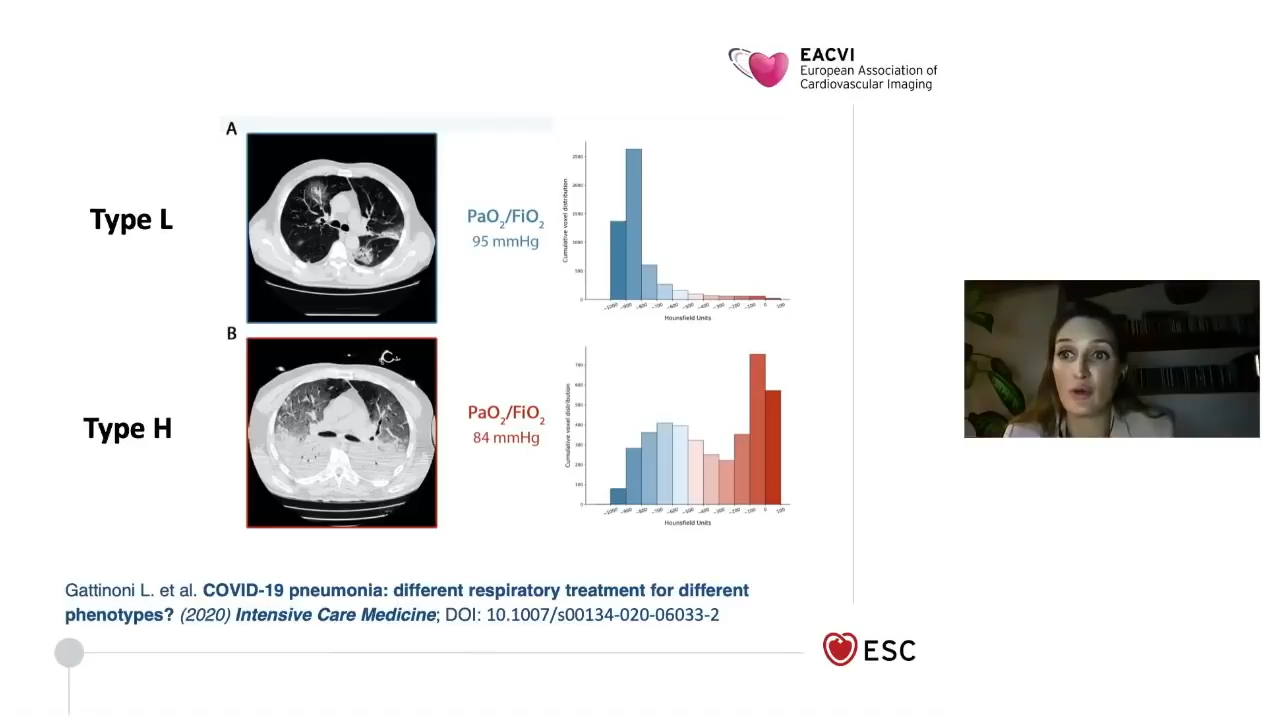 EACVI
European Association of
Cardiovascular Imaging
A
Type L
PaO2/FiO2
95 mmHg
Cumulative voxel distribution
Hounsfield Units
B
Type H
PaO2/FiO2
84 mmHg
Cumulative voxel distribution
Hounsfield Units
Gattinoni L. et al. COVID-19 pneumonia: different respiratory treatment for different
phenotypes? (2020) Intensive Care Medicine; DOI: 10.1007/s00134-020-06033-2
ESC